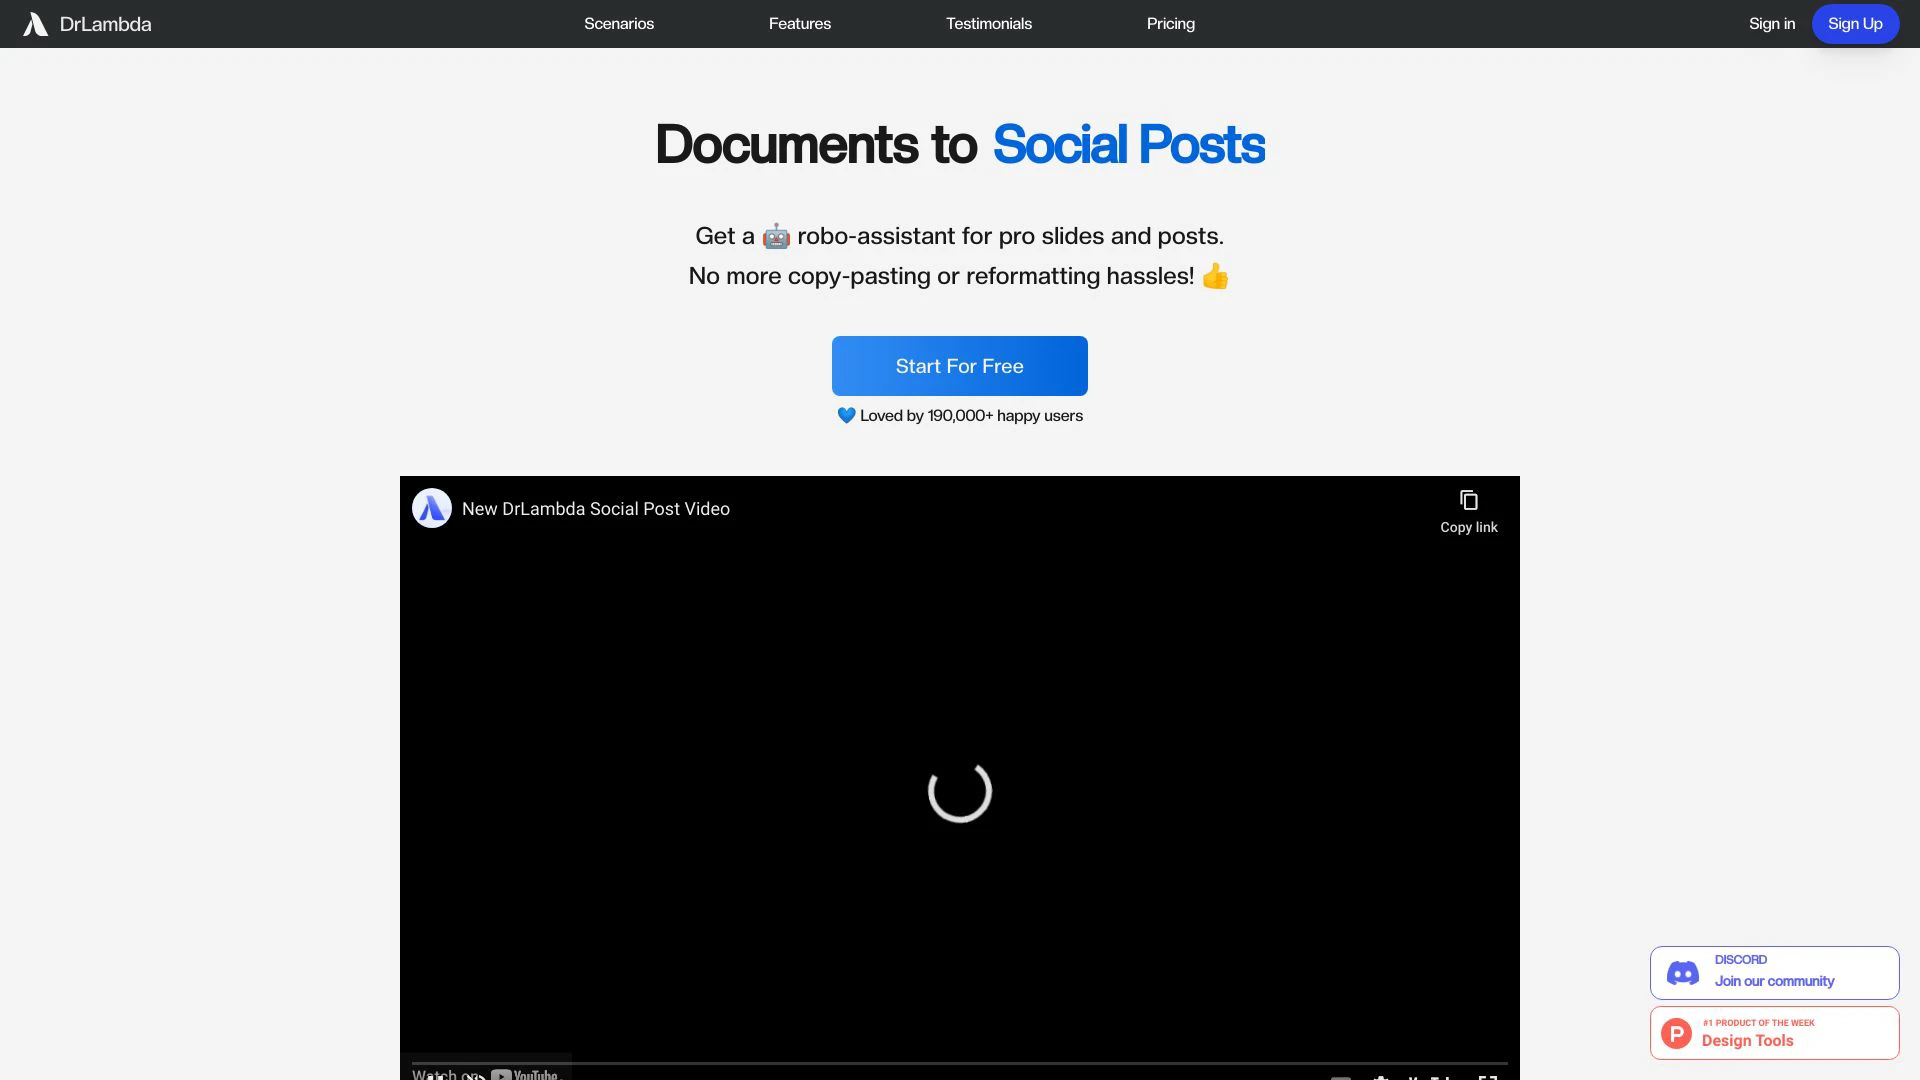 DrLambda
Scenarios
Features
Testimonials
Pricing
Sign in
Sign Up
Documents to Social Posts
Get a 🤖 robo-assistant for pro slides and posts.
No more copy-pasting or reformatting hassles! 👍
Start For Free
💙 Loved by 190,000+ happy users
New DrLambda Social Post Video
Copy link
DISCORD
Join our community
#1 PRODUCT OF THE WEEK
Design Tools
Watch on YouTube